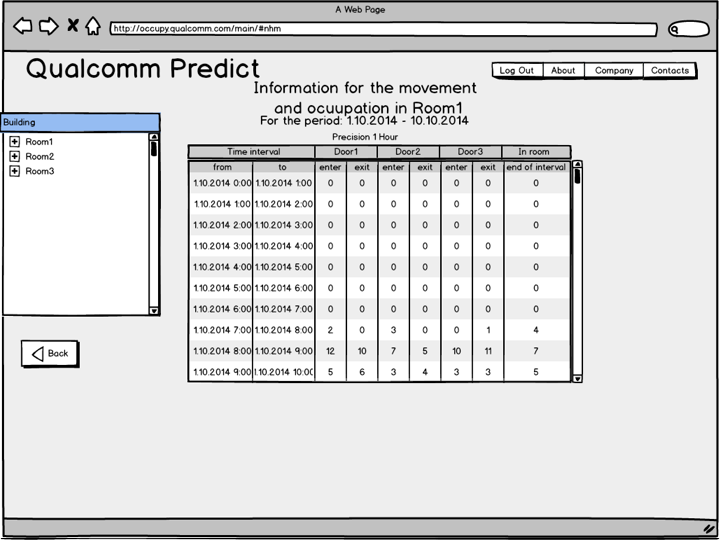 A Web Page
http://occupy.qualcomm.com/main/#nhm
Qualcomm Predict
Log Out About Company Contacts
Information for the movement
and ocuupation in Room1
For the period: 1.10.2014 - 10.10.2014
Precision 1 Hour
Building
Room1
Room2
Room3
Back
Time interval Door1 Door2 Door3 In room
from to enter exit enter exit enter exit end of interval
1.10.2014 0:00 1.10.2014 1:00 0 0 0 0 0 0 0
1.10.2014 1:00 1.10.2014 2:00 0 0 0 0 0 0 0
1.10.2014 2:00 1.10.2014 3:00 0 0 0 0 0 0 0
1.10.2014 3:00 1.10.2014 4:00 0 0 0 0 0 0 0
1.10.2014 4:00 1.10.2014 5:00 0 0 0 0 0 0 0
1.10.2014 5:00 1.10.2014 6:00 0 0 0 0 0 0 0
1.10.2014 6:00 1.10.2014 7:00 0 0 0 0 0 0 0
1.10.2014 7:00 1.10.2014 8:00 2 0 3 0 0 1 4
1.10.2014 8:00 1.10.2014 9:00 12 10 7 5 10 11 7
1.10.2014 9:00 1.10.2014 10:00 5 6 3 4 3 3 5